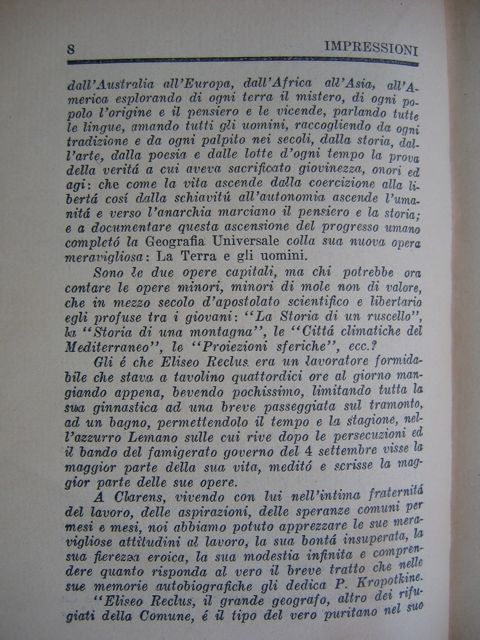 8 IMPRESSIONI
dall'Australia all'Europa, dall'Africa all'Asia, all'A-
merica esplorando di ogni terra il mistero, di ogni po-
polo l'origine e il pensiero e le vicende, parlando tutte
le lingue, amando tutti gli uomini, raccogliendo da ogni
tradizione e da ogni palpito nei secoli, dalla storia, dal-
l'arte, dalla poesia e dalle lotte d'ogni tempo la prova
della veritá a cui aveva sacrificato giovinezza, onori ed
agi: che come la vita ascende dalla coercizione alla li-
bertá cosí dalla schiavitú all'autonomia ascende l'uma-
nitá e verso l'anarchia marciano il pensiero e la storia;
e a documentare questa ascensione del progresso umano
completó la Geografia Universale colla sua nuova opera
meravigliosa: La Terra e gli uomini.
Sono le due opere capitali, ma chi potrebbe ora
contare le opere minori, minori di mole non di valore,
che in mezzo secolo d'apostolato scientifico e libertario
egli profuse tra i giovani: "La Storia di un ruscello",
la "Storia di una montagna", le "Cittá climatiche del
Mediterraneo", le "Proiezioni sferiche", ecc.?
Gli é che Eliseo Reclus era un lavoratore formida-
bile che stava a tavolino quattordici ore al giorno man-
giando appena, bevendo pochissimo, limitando tutta la
sua ginnastica ad una breve passeggiata sul tramonto,
ad un bagno, permettendolo il tempo e la stagione, nel-
l'azzurro Lemano sulle cui rive dopo le persecuzioni ed
il bando del famigerato governo del 4 settembre visse la
maggior parte della sua vita, meditó e scrisse la mag-
gior parte delle sue opere.
A Clarens, vivendo con lui nell'intima fraternitá
del lavoro, delle aspirazioni, delle speranze comuni per
mesi e mesi, noi abbiamo potuto apprezzare le sue mera-
vigliose attitudini al lavoro, la sua bontá insuperata, la
sua fierezza eroica, la sua modestia infinita e compren-
dere quanto risponda al vero il breve tratto che nelle
sue memorie autobiografiche gli dedica P. Kropotkine.
"Eliseo Reclus, il grande geografo, altro dei rifu-
giati della Comune, é il tipo del vero puritano nel suo